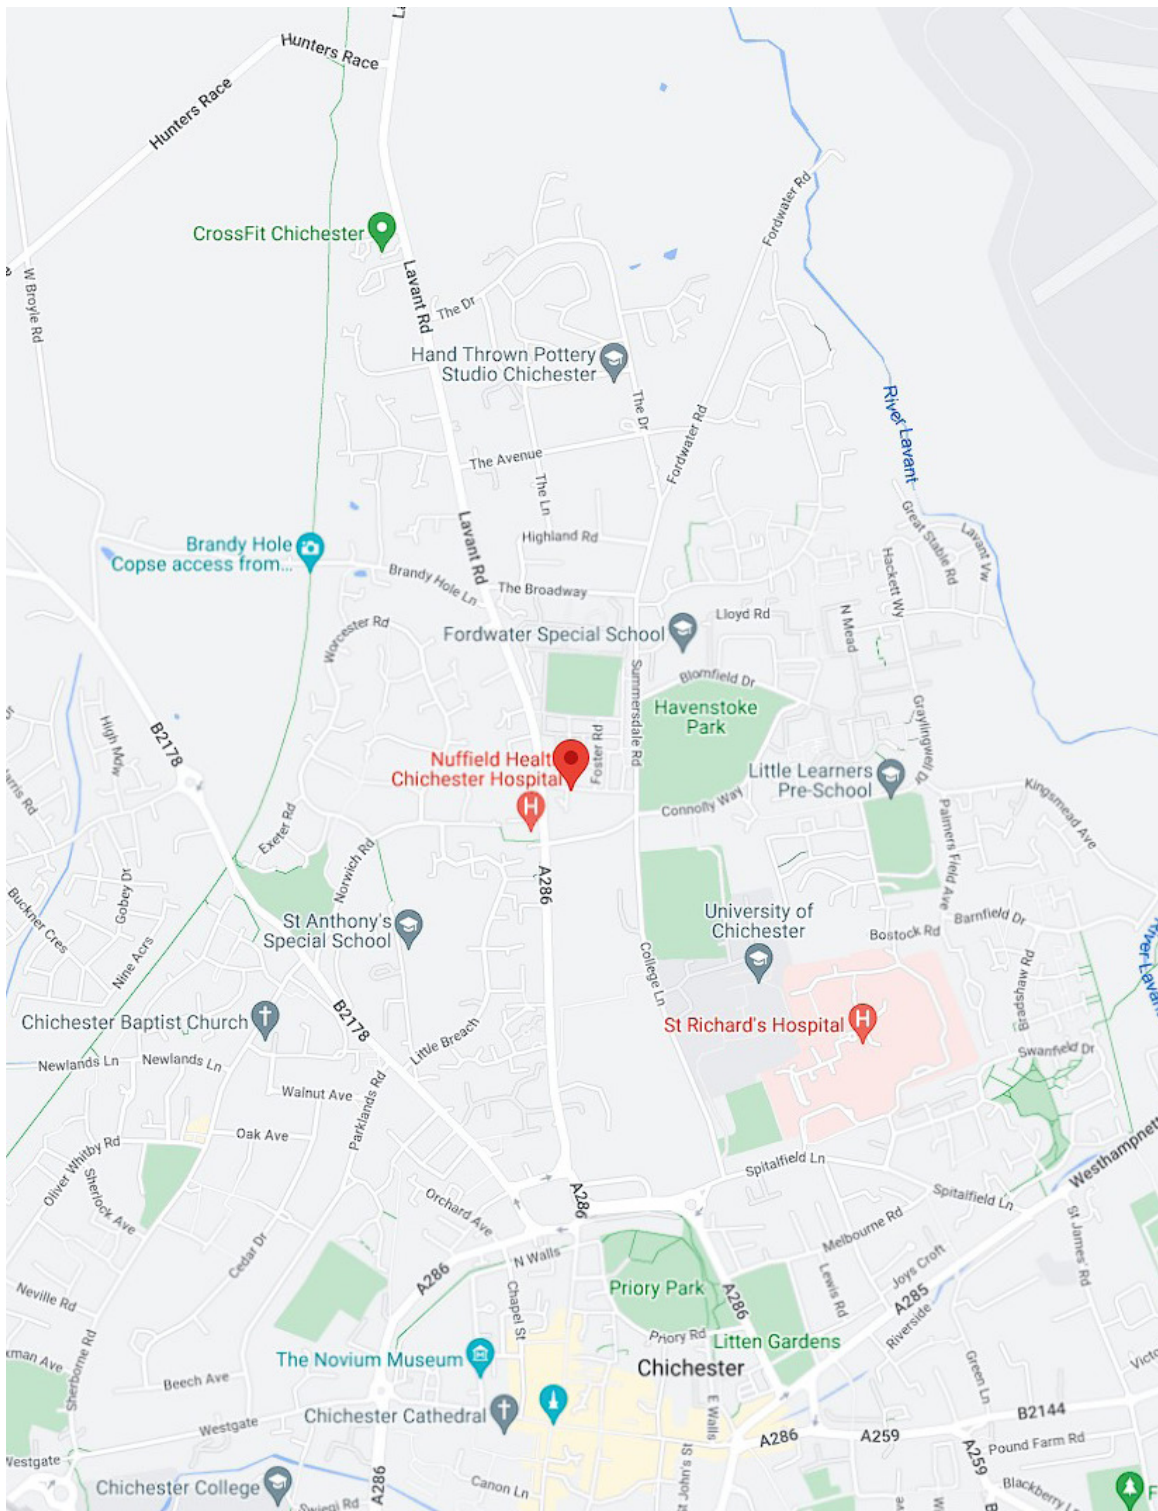 Hunters Race
Hunters Race
W Broyle Rd
CrossFit Chichester
Lavant Rd
The Dr
Fordwater Rd
Hand Thrown Pottery
Studio Chichester
The Dr
Fordwater Rd
River Lavant
The Avenue
The Ln
Lavant Rd
Highland Rd
Great Stable Rd
Lavant Vw
Hackett Wy
Brandy Hole
Copse access from...
Brandy Hole Ln
The Broadway
Lloyd Rd
N Mead
Worcester Rd
Fordwater Special School
Summersdale Rd
Blomfield Dr
Havenstoke
Park
Graylingwell Dr
High Mdw
B2178
Nuffield Healt
Chichester Hospital
H
Foster Rd
Little Learners
Pre-School
Connolly Way
Kingsmead Ave
Palmers Field Ave
Exeter Rd
Norwich Rd
A286
Gobey Dr
Buckner Cres
Nine Acrs
St Anthony's
Special School
University of
Chichester
Barnfield Dr
Bostock Rd
College Ln
Bradshaw Rd
Chichester Baptist Church
B2178
St Richard's Hospital
H
Little Breach
Swanfield Dr
Newlands Ln
Newlands Ln
Walnut Ave
Parklands Rd
Oak Ave
Oliver Whitby Rd
Sherlock Ave
Spitalfield Ln
Westhampnett
Spitalfield Ln
Orchard Ave
A286
Melbourne Rd
St James' Rd
Cedar Dr
N Walls
A286
Priory Park
A286
Lewis Rd
Joys Croft
A285
Riverside
Neville Rd
Chapel St
Priory Rd
Litten Gardens
Sherborne Rd
The Novium Museum
Chichester
Green Ln
Beech Ave
E Walls
Westgate
Chichester Cathedral
B2144
A286
A259
Pound Farm Rd
A259
Westgate
Chichester College
A286
Canon Ln
St John's St